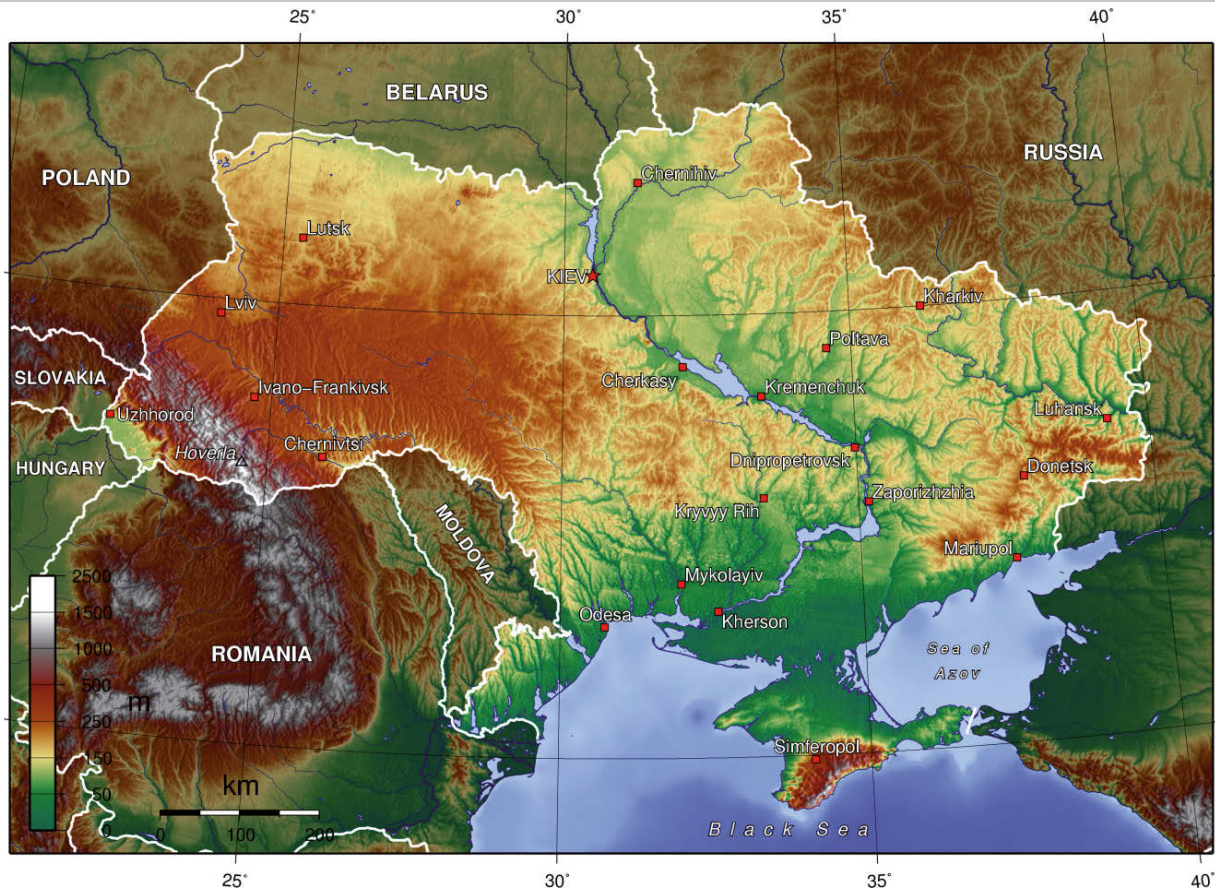 25°
30°
35°
40°
BELARUS
RUSSIA
POLAND
Chernihiv
Lutsk
KIEV
Kharkiv
Lviv
Poltava
SLOVAKIA
Cherkasy
Kremenchuk
Ivano–Frankivsk
Uzhhorod
Luhansk
Chernivtsi
Hoverla
HUNGARY
Dnipropetrovsk
Donetsk
Zaporizhzhia
Kryvyy Rih
MOLDOVA
Mariupol
Mykolayiv
Odesa
Kherson
ROMANIA
Sea of
Azov
Simferopol
Black Sea
2500
1500
1000
500
m
250
150
50
0
km
0
100
200
25°
30°
35°
40°